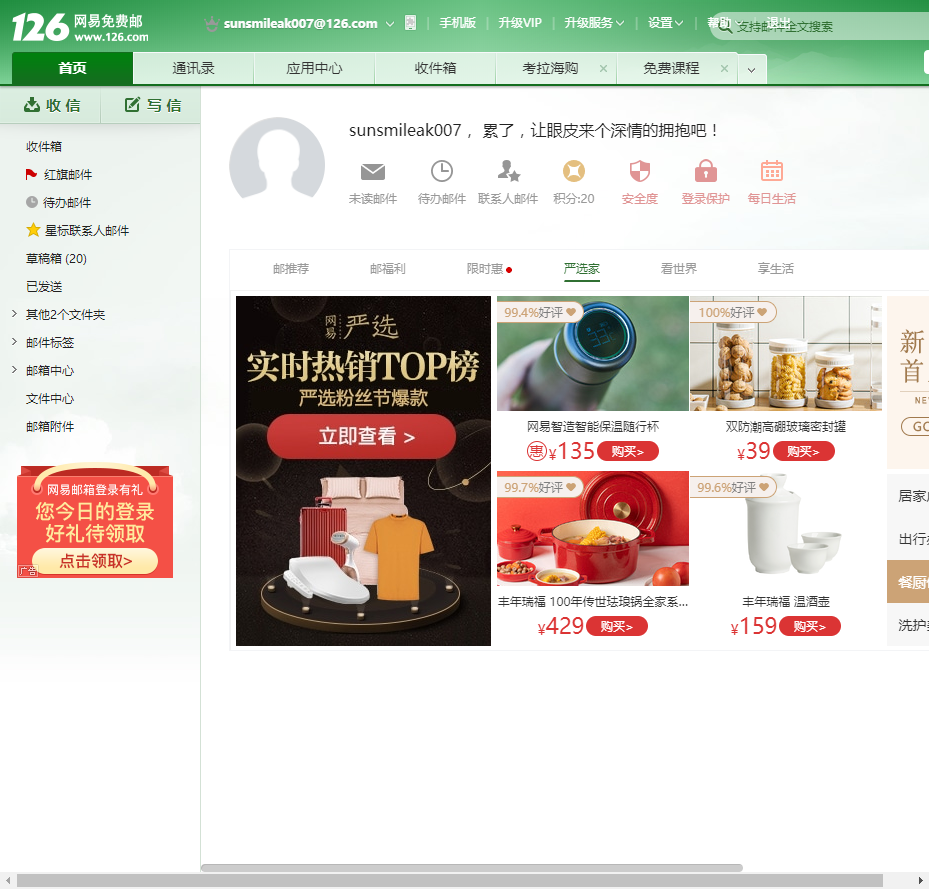 126 网易免费邮
www.126.com
sunsmileak007@126.com
手机版
升级VIP
升级服务
设置
帮助
退出
支持邮件全文搜索
首页
通讯录
应用中心
收件箱
考拉海购
免费课程
收 信
写 信
收件箱
红旗邮件
待办邮件
星标联系人邮件
草稿箱 (20)
已发送
其他2个文件夹
邮件标签
邮箱中心
文件中心
邮箱附件
网易邮箱登录有礼
您今日的登录
好礼待领取
点击领取>
广告
sunsmileak007 ，累了，让眼皮来个深情的拥抱吧！
未读邮件
待办邮件
联系人邮件
积分:20
安全度
登录保护
每日生活
邮推荐
邮福利
限时惠
严选家
看世界
享生活
网易严选
实时热销TOP榜
严选粉丝节爆款
立即查看 >
99.4%好评
网易智造智能保温随行杯
惠 ¥135 购买>
100%好评
双防潮高硼玻璃密封罐
¥39 购买>
99.7%好评
丰年瑞福 100年传世珐琅锅全家系...
¥429 购买>
99.6%好评
丰年瑞福 温酒壶
¥159 购买>
新
首
NE
GO
居家
出行
餐厨
洗护